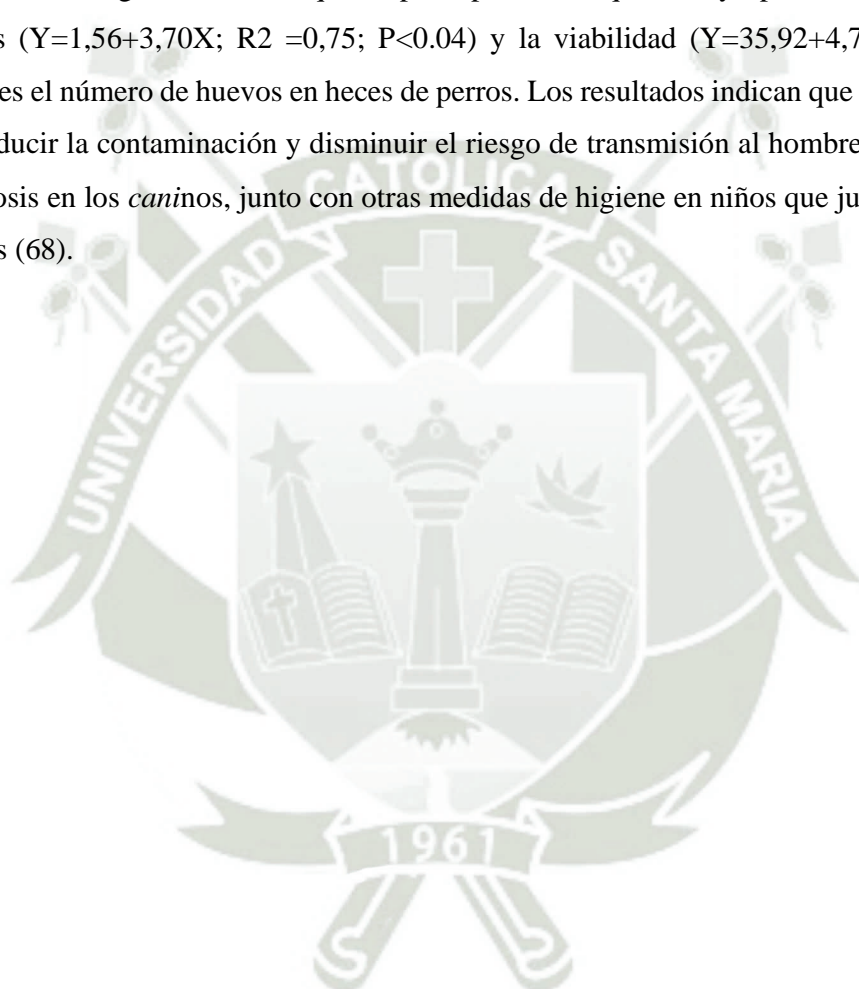 s (Y=1,56+3,70X; R2 =0,75; P<0.04) y la viabilidad (Y=35,92+4,7
es el número de huevos en heces de perros. Los resultados indican que
ducir la contaminación y disminuir el riesgo de transmisión al hombre
osis en los caninos, junto con otras medidas de higiene en niños que ju
s (68).
UNIVERSIDAD CATOLICA SANTA MARIA
1961